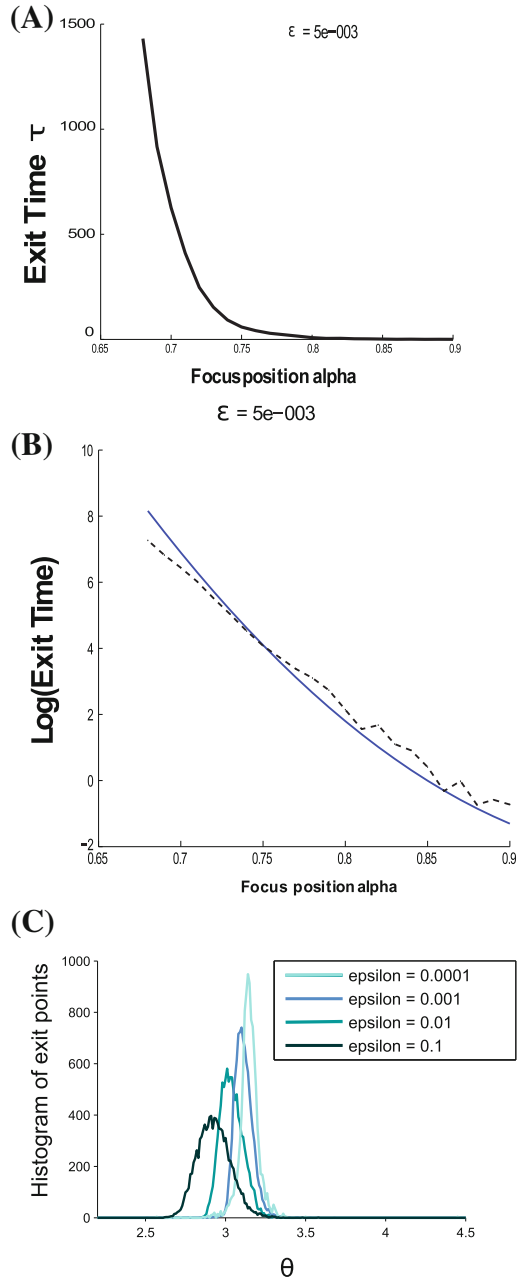 (A)
1500
1000
500
0
Exit Time τ
ε = 5e−003
0.65
0.7
0.75
0.8
0.85
0.9
Focus position alpha
(B)
ε = 5e−003
10
8
6
4
2
0
−2
Log(Exit Time)
0.65
0.7
0.75
0.8
0.85
0.9
Focus position alpha
(C)
1000
800
600
400
200
0
Histogram of exit points
epsilon = 0.0001
epsilon = 0.001
epsilon = 0.01
epsilon = 0.1
2.5
3
3.5
4
4.5
θ